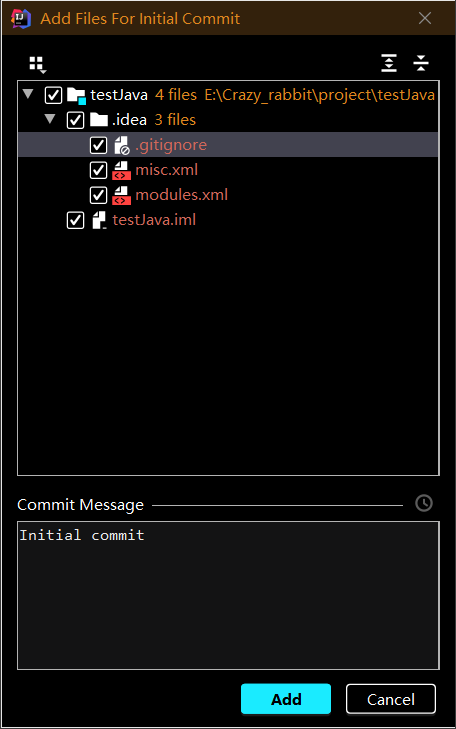 Add Files For Initial Commit
testJava 4 files E:\Crazy_rabbit\project\testJava
.idea 3 files
.gitignore
misc.xml
modules.xml
testJava.iml
Commit Message
Initial commit
Add Cancel